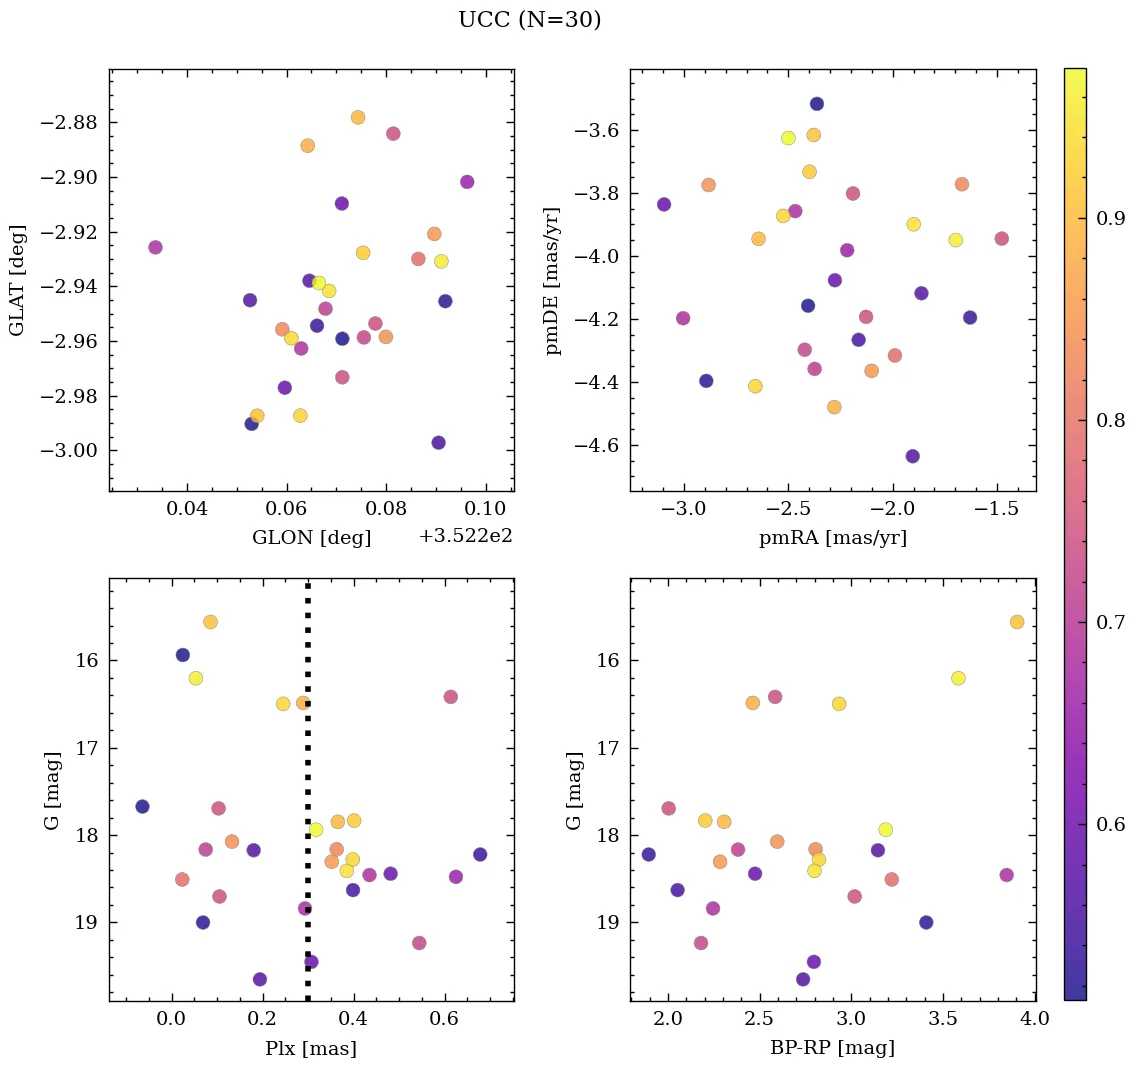 UCC (N=30)
−2.88
−2.90
−2.92
−2.94
−2.96
−2.98
−3.00
GLAT [deg]
0.04 0.06 0.08 0.10
GLON [deg]
+3.522e2
−3.6
−3.8
−4.0
−4.2
−4.4
−4.6
pmDE [mas/yr]
−3.0 −2.5 −2.0 −1.5
pmRA [mas/yr]
16
17
18
19
G [mag]
0.0 0.2 0.4 0.6
Plx [mas]
16
17
18
19
G [mag]
2.0 2.5 3.0 3.5 4.0
BP-RP [mag]
0.9
0.8
0.7
0.6